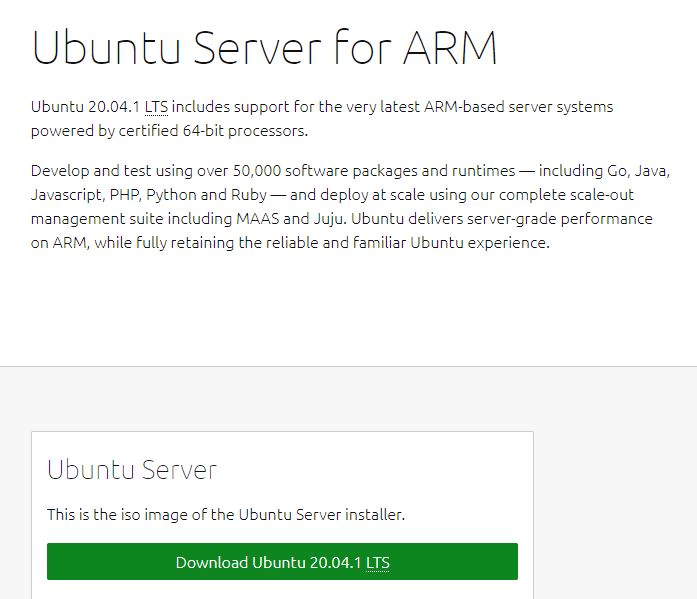 Ubuntu Server for ARM
Ubuntu 20.04.1 LTS includes support for the very latest ARM-based server systems
powered by certified 64-bit processors.
Develop and test using over 50,000 software packages and runtimes — including Go, Java,
Javascript, PHP, Python and Ruby — and deploy at scale using our complete scale-out
management suite including MAAS and Juju. Ubuntu delivers server-grade performance
on ARM, while fully retaining the reliable and familiar Ubuntu experience.
Ubuntu Server
This is the iso image of the Ubuntu Server installer.
Download Ubuntu 20.04.1 LTS